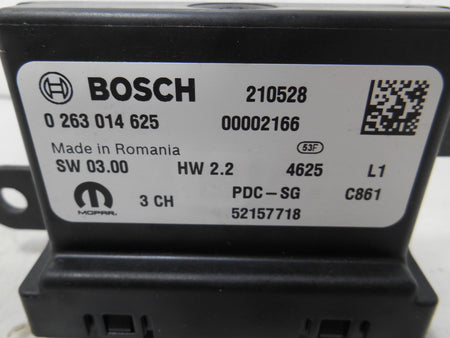 BOSCH 210528
0 263 014 625 00002166
Made in Romania 53F
SW 03.00 HW 2.2 4625 L1
MOPAR. 3 CH PDC-SG C861
52157718